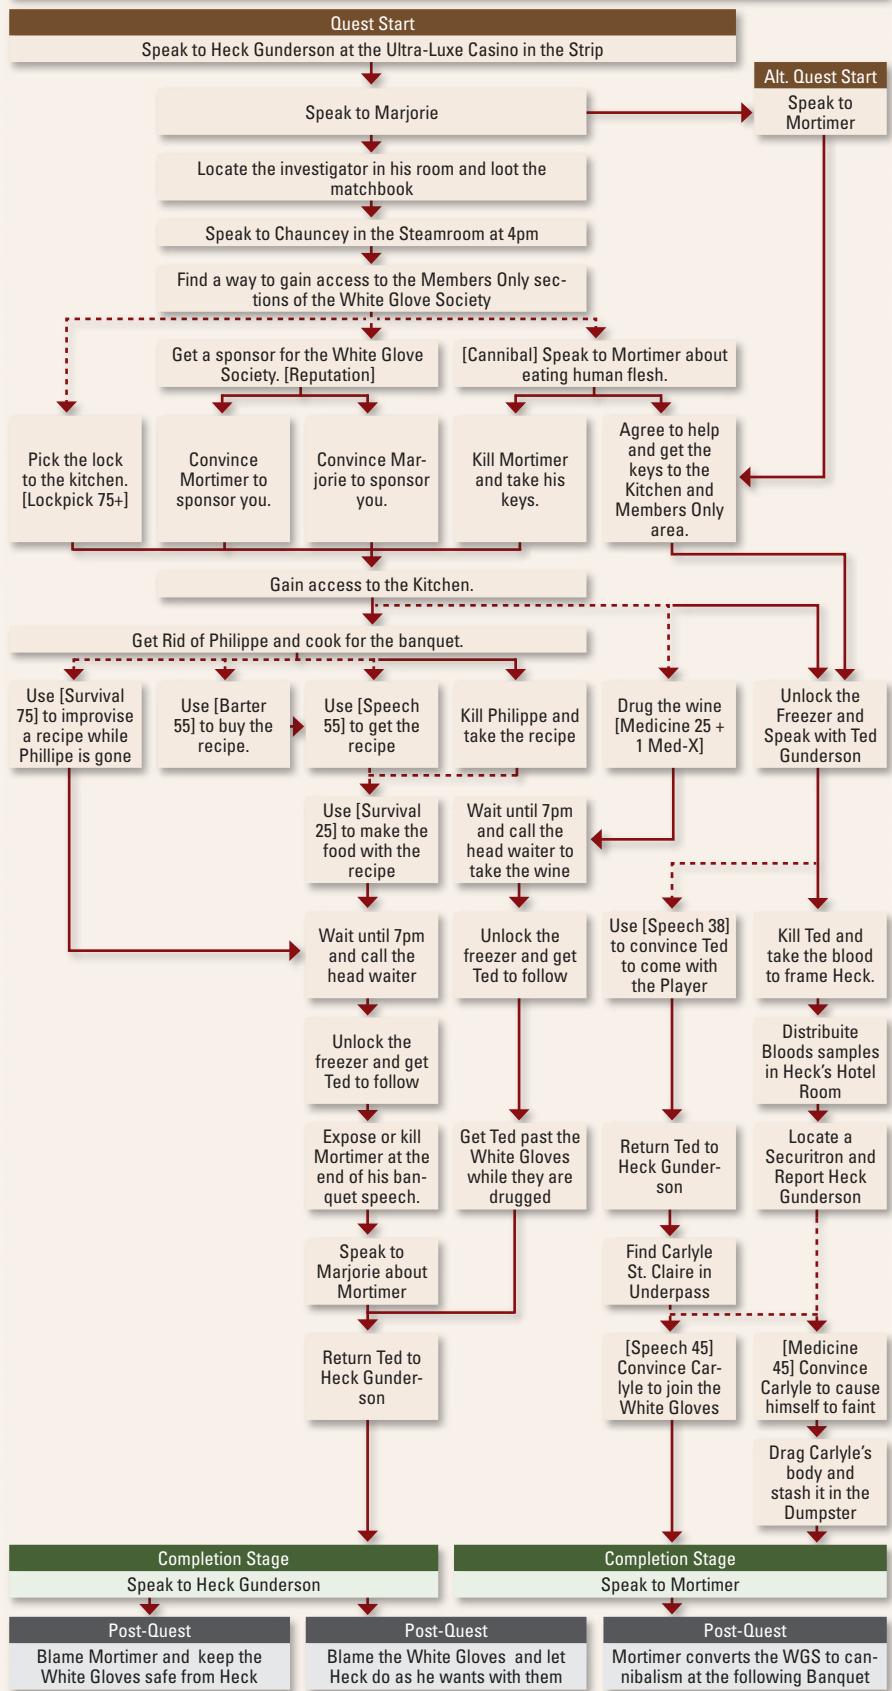 Quest Start
Speak to Heck Gunderson at the Ultra-Luxe Casino in the Strip
Alt. Quest Start
Speak to
Mortimer
Speak to Marjorie
Locate the investigator in his room and loot the
matchbook
Speak to Chauncey in the Steamroom at 4pm
Find a way to gain access to the Members Only sec-
tions of the White Glove Society
Get a sponsor for the White Glove
Society. [Reputation]
[Cannibal] Speak to Mortimer about
eating human flesh.
Pick the lock
to the kitchen.
[Lockpick 75+]
Convince
Mortimer to
sponsor you.
Convince Mar-
jorie to sponsor
you.
Kill Mortimer
and take his
keys.
Agree to help
and get the
keys to the
Kitchen and
Members Only
area.
Gain access to the Kitchen.
Get Rid of Philippe and cook for the banquet.
Use [Survival
75] to improvise
a recipe while
Phillipe is gone
Use [Barter
55] to buy the
recipe.
Use [Speech
55] to get the
recipe
Kill Philippe and
take the recipe
Drug the wine
[Medicine 25 +
1 Med-X]
Unlock the
Freezer and
Speak with Ted
Gunderson
Use [Survival
25] to make the
food with the
recipe
Wait until 7pm
and call the
head waiter to
take the wine
Wait until 7pm
and call the
head waiter
Unlock the
freezer and get
Ted to follow
Use [Speech 38]
to convince Ted
to come with
the Player
Kill Ted and
take the blood
to frame Heck.
Unlock the
freezer and get
Ted to follow
Distribuite
Bloods samples
in Heck's Hotel
Room
Expose or kill
Mortimer at the
end of his ban-
quet speech.
Get Ted past the
White Gloves
while they are
drugged
Return Ted to
Heck Gunder-
son
Locate a
Securitron and
Report Heck
Gunderson
Speak to
Marjorie about
Mortimer
Find Carlyle
St. Claire in
Underpass
Return Ted to
Heck Gunder-
son
[Speech 45]
Convince Car-
lyle to join the
White Gloves
[Medicine
45] Convince
Carlyle to cause
himself to faint
Drag Carlyle's
body and
stash it in the
Dumpster
Completion Stage
Speak to Heck Gunderson
Completion Stage
Speak to Mortimer
Post-Quest
Blame Mortimer and keep the
White Gloves safe from Heck
Post-Quest
Blame the White Gloves and let
Heck do as he wants with them
Post-Quest
Mortimer converts the WGS to can-
nibalism at the following Banquet